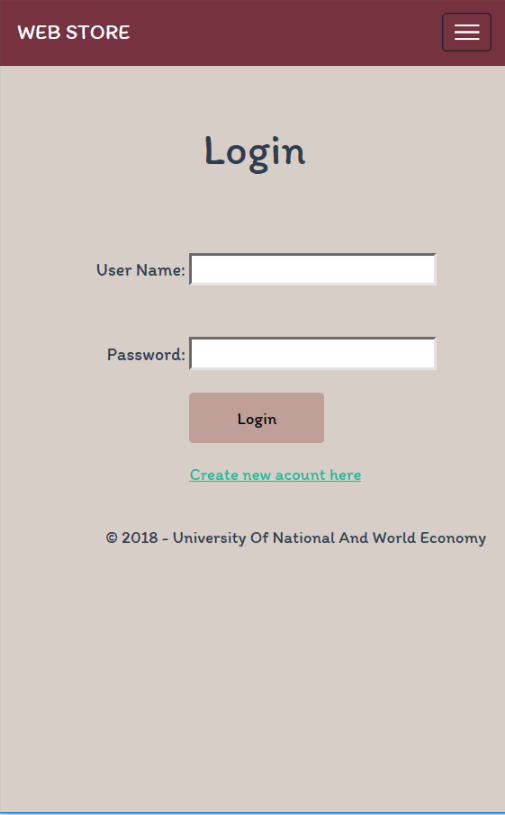 WEB STORE
Login
User Name:
Password:
Login
Create new acount here
© 2018 - University Of National And World Economy